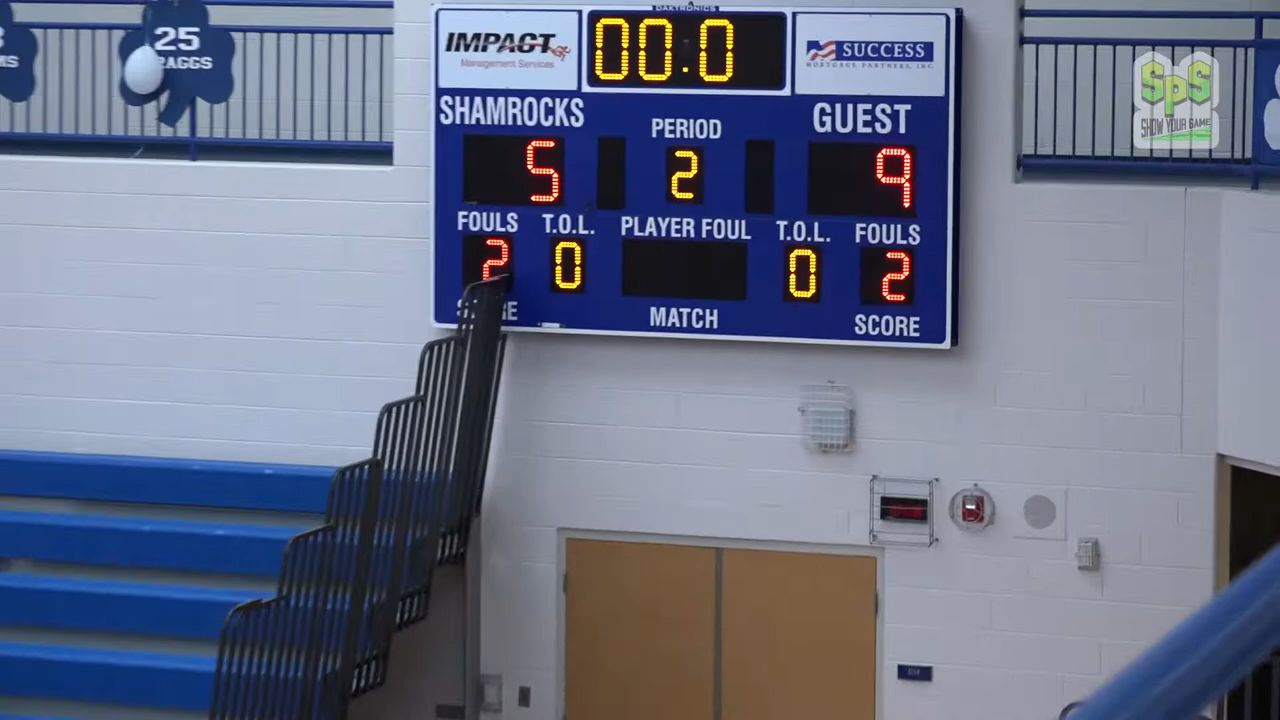 25
RAGGS
DAKTRONICS
IMPACT
Management Services
00.0
SUCCESS
MORTGAGE PARTNERS, INC.
SpS
SHOW YOUR GAME
SHAMROCKS
PERIOD
GUEST
5
2
9
FOULS
T.O.L.
PLAYER FOUL
T.O.L.
FOULS
2
0
0
2
MATCH
SCORE